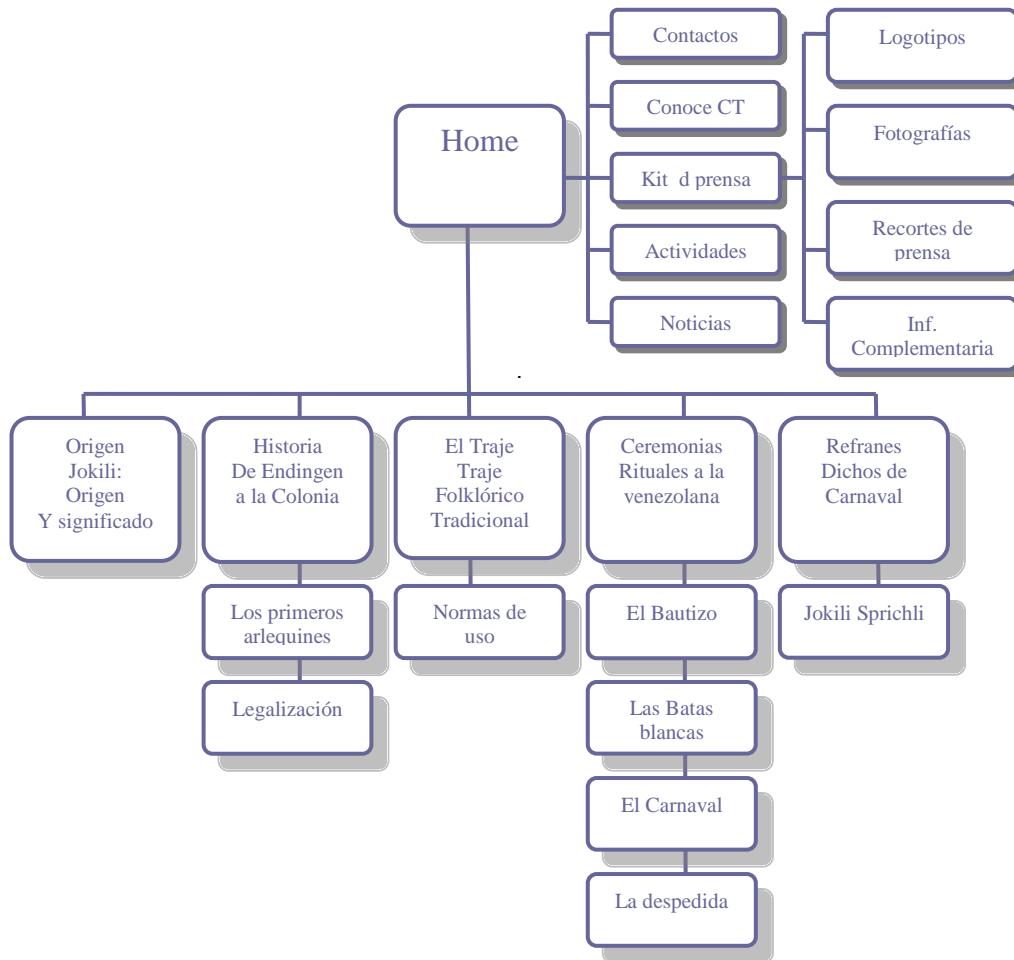 Home
Contactos
Conoce CT
Kit d prensa
Actividades
Noticias
Logotipos
Fotografías
Recortes de
prensa
Inf.
Complementaria
.
Origen
Jokili:
Origen
Y significado
Historia
De Endingen
a la Colonia
Los primeros
arlequines
Legalización
El Traje
Traje
Folklórico
Tradicional
Normas de
uso
Ceremonias
Rituales a la
venezolana
El Bautizo
Las Batas
blancas
El Carnaval
La despedida
Refranes
Dichos de
Carnaval
Jokili Sprichli